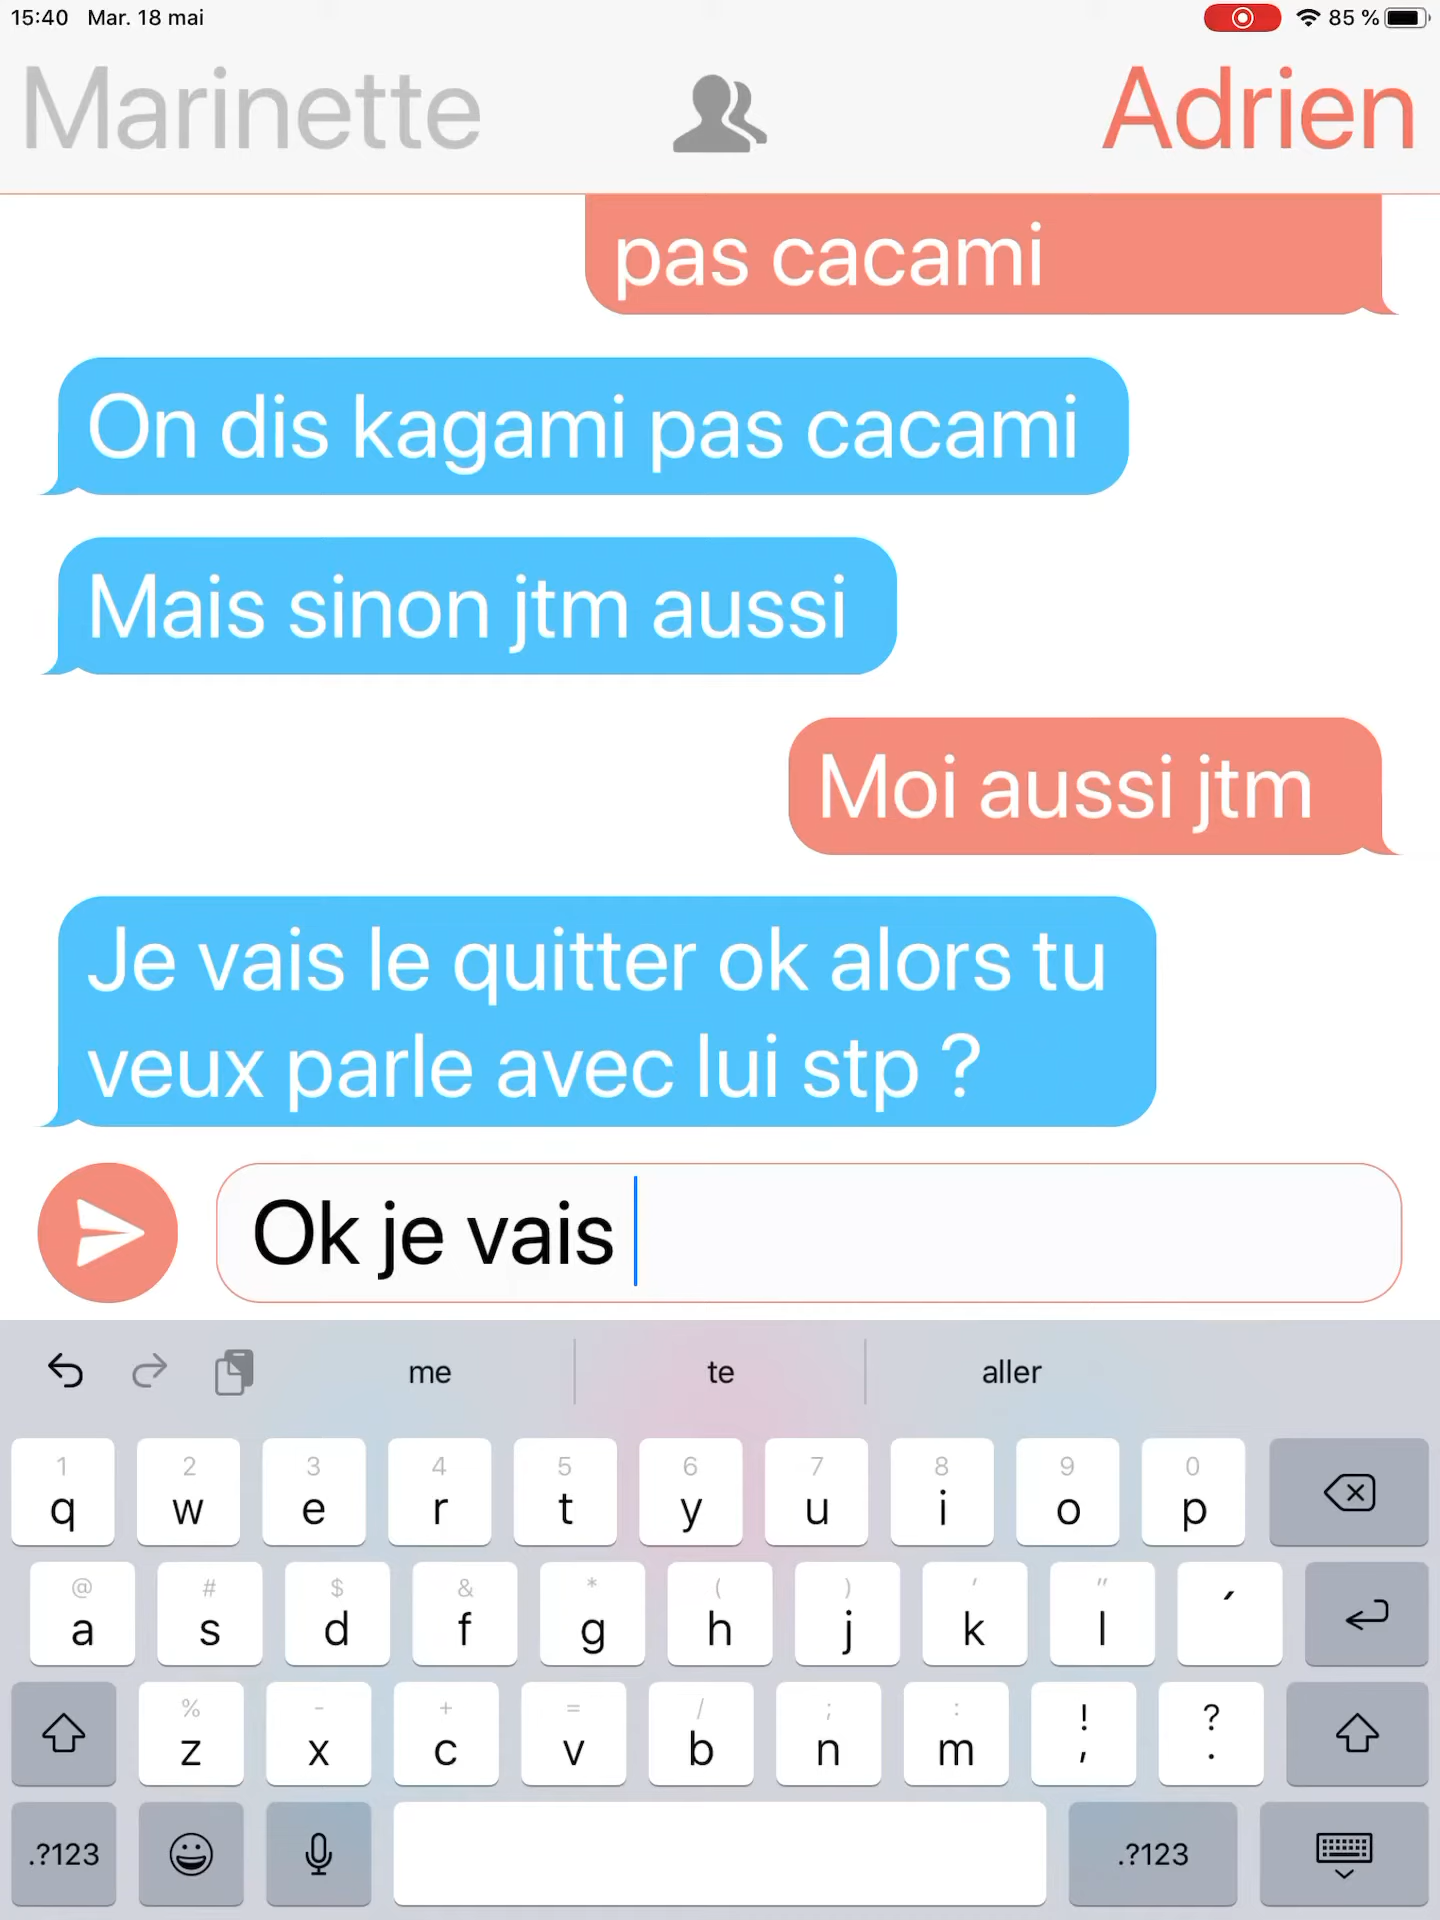 15:40 Mar. 18 mai 85 %
Marinette Adrien
pas cacami
On dis kagami pas cacami
Mais sinon jtm aussi
Moi aussi jtm
Je vais le quitter ok alors tu
veux parle avec lui stp ?
Ok je vais
me te aller
1 2 3 4 5 6 7 8 9 0
q w e r t y u i o p
@ # $ & * ( ) ' "
a s d f g h j k l ´
% - + = / ; : ! ?
z x c v b n m , .
.?123 .?123